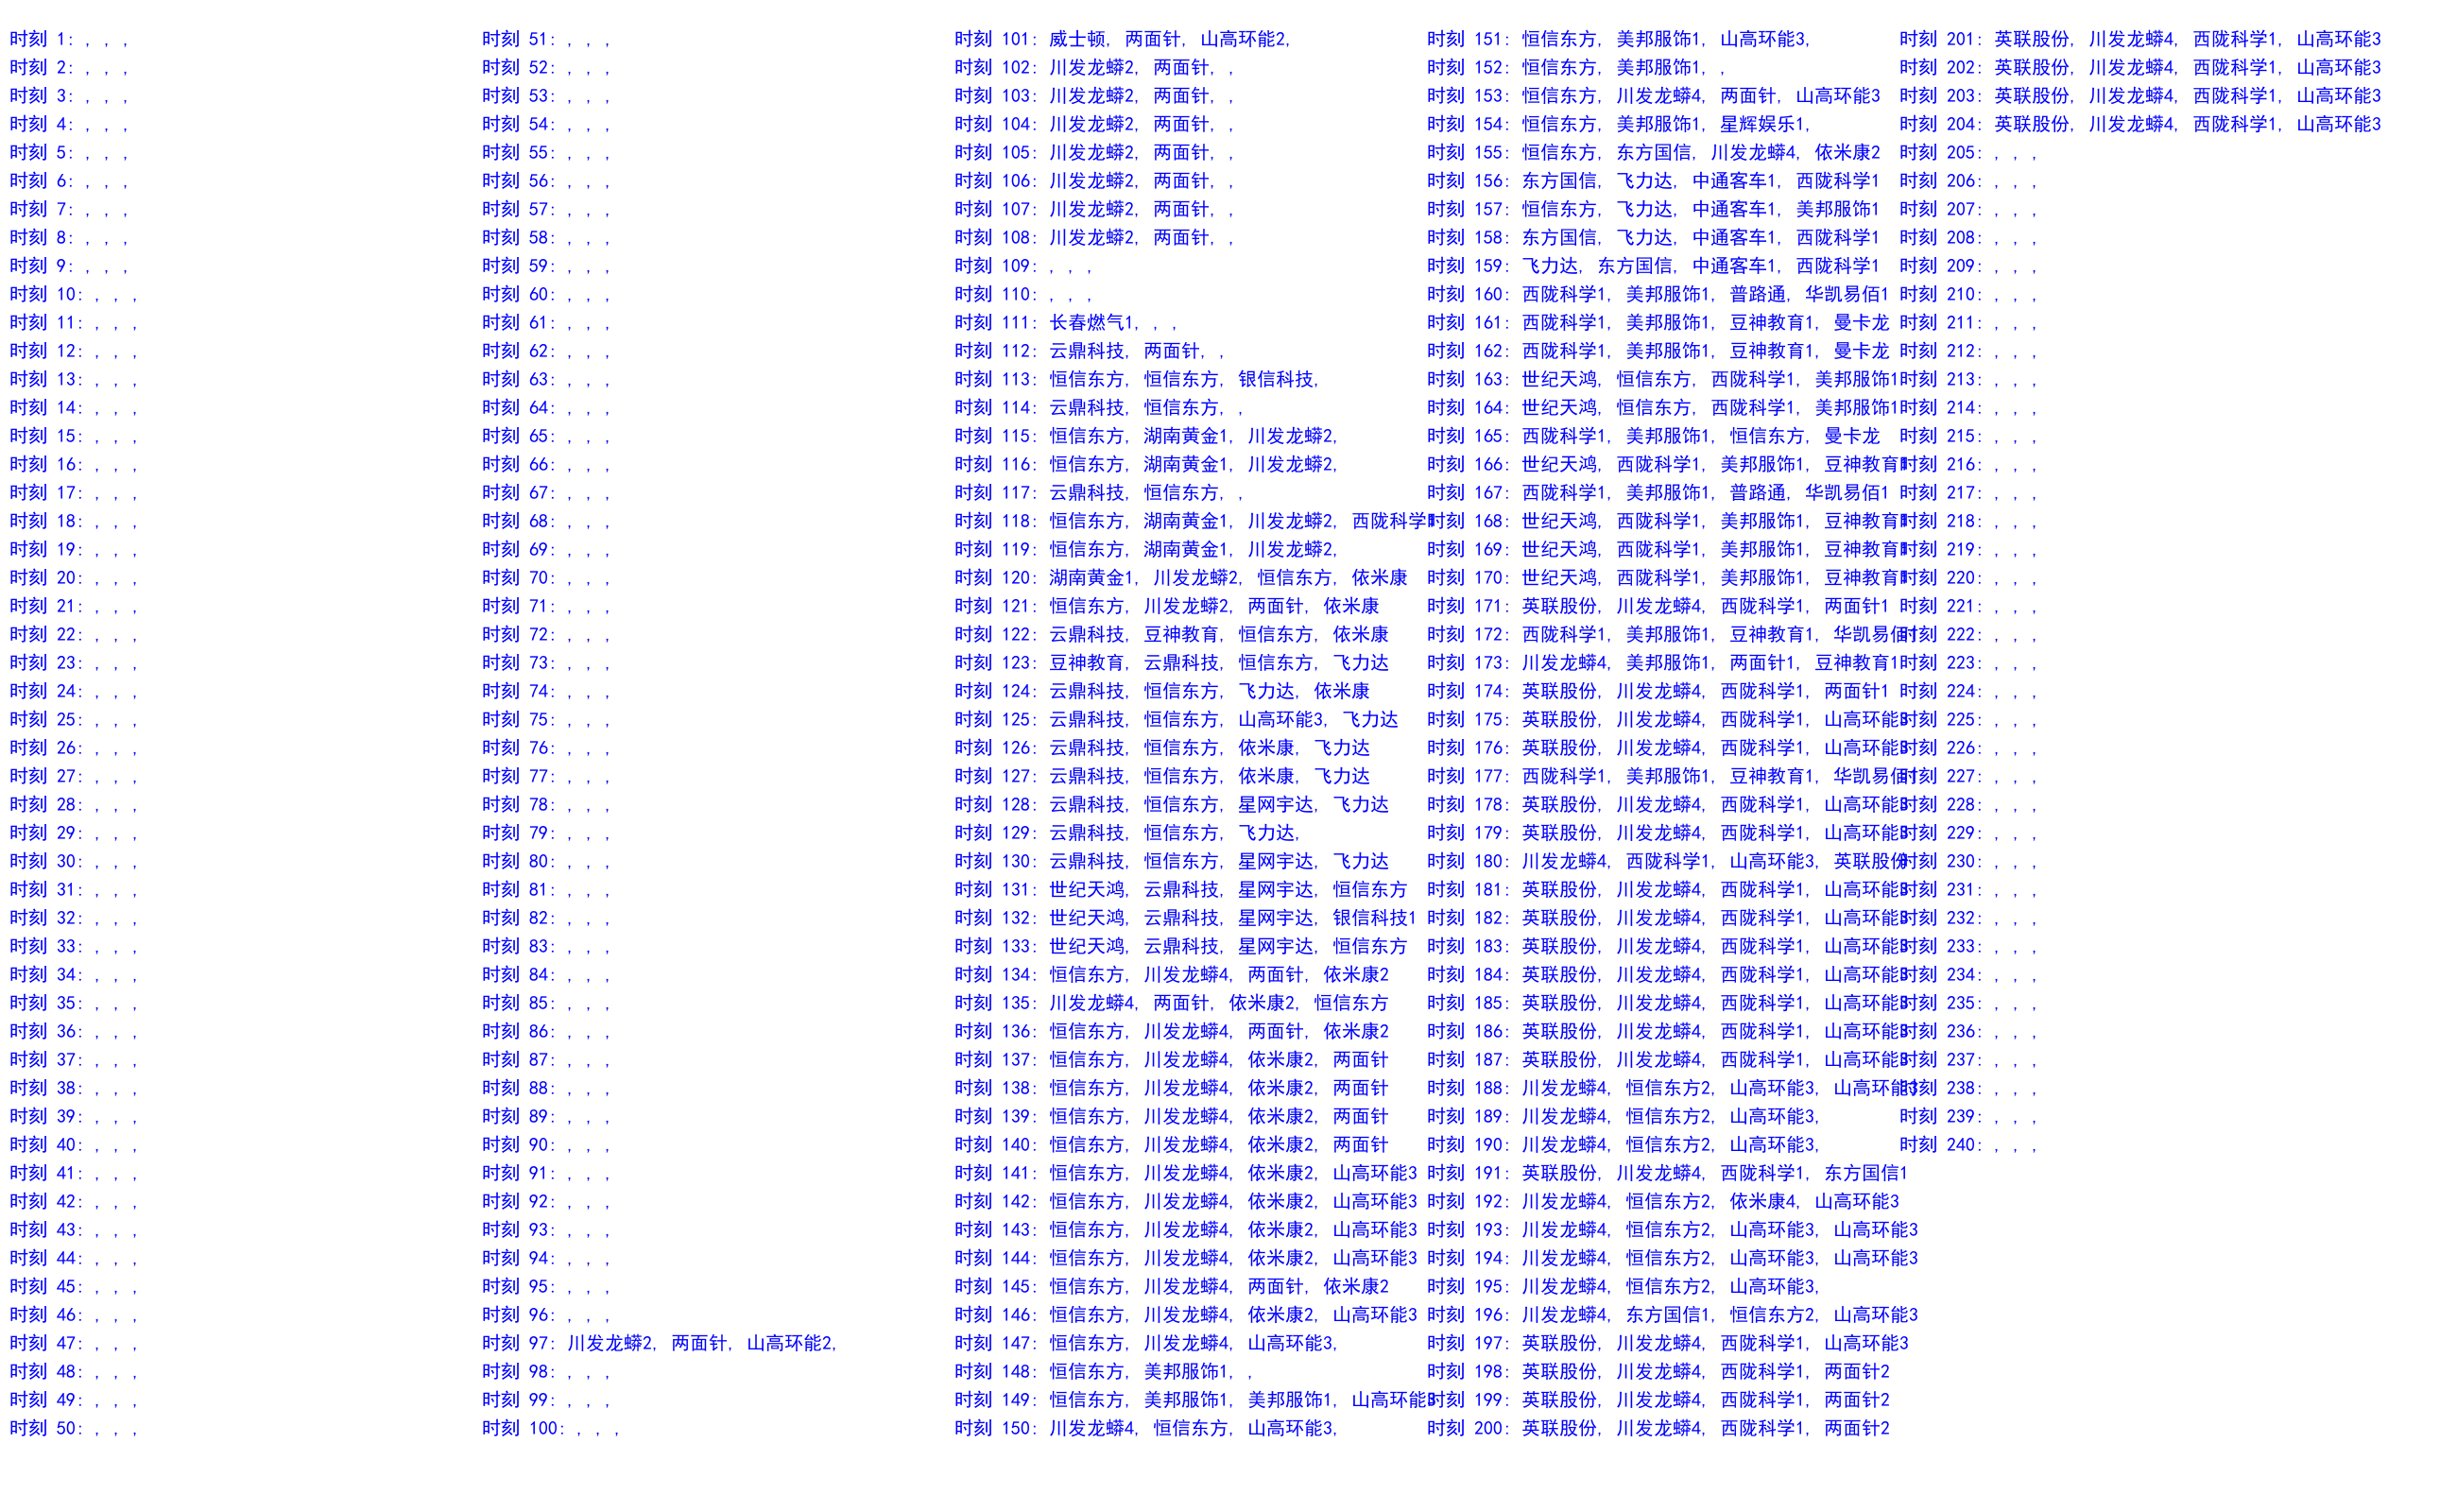 时刻 1: , , ,
时刻 2: , , ,
时刻 3: , , ,
时刻 4: , , ,
时刻 5: , , ,
时刻 6: , , ,
时刻 7: , , ,
时刻 8: , , ,
时刻 9: , , ,
时刻 10: , , ,
时刻 11: , , ,
时刻 12: , , ,
时刻 13: , , ,
时刻 14: , , ,
时刻 15: , , ,
时刻 16: , , ,
时刻 17: , , ,
时刻 18: , , ,
时刻 19: , , ,
时刻 20: , , ,
时刻 21: , , ,
时刻 22: , , ,
时刻 23: , , ,
时刻 24: , , ,
时刻 25: , , ,
时刻 26: , , ,
时刻 27: , , ,
时刻 28: , , ,
时刻 29: , , ,
时刻 30: , , ,
时刻 31: , , ,
时刻 32: , , ,
时刻 33: , , ,
时刻 34: , , ,
时刻 35: , , ,
时刻 36: , , ,
时刻 37: , , ,
时刻 38: , , ,
时刻 39: , , ,
时刻 40: , , ,
时刻 41: , , ,
时刻 42: , , ,
时刻 43: , , ,
时刻 44: , , ,
时刻 45: , , ,
时刻 46: , , ,
时刻 47: , , ,
时刻 48: , , ,
时刻 49: , , ,
时刻 50: , , ,
时刻 51: , , ,
时刻 52: , , ,
时刻 53: , , ,
时刻 54: , , ,
时刻 55: , , ,
时刻 56: , , ,
时刻 57: , , ,
时刻 58: , , ,
时刻 59: , , ,
时刻 60: , , ,
时刻 61: , , ,
时刻 62: , , ,
时刻 63: , , ,
时刻 64: , , ,
时刻 65: , , ,
时刻 66: , , ,
时刻 67: , , ,
时刻 68: , , ,
时刻 69: , , ,
时刻 70: , , ,
时刻 71: , , ,
时刻 72: , , ,
时刻 73: , , ,
时刻 74: , , ,
时刻 75: , , ,
时刻 76: , , ,
时刻 77: , , ,
时刻 78: , , ,
时刻 79: , , ,
时刻 80: , , ,
时刻 81: , , ,
时刻 82: , , ,
时刻 83: , , ,
时刻 84: , , ,
时刻 85: , , ,
时刻 86: , , ,
时刻 87: , , ,
时刻 88: , , ,
时刻 89: , , ,
时刻 90: , , ,
时刻 91: , , ,
时刻 92: , , ,
时刻 93: , , ,
时刻 94: , , ,
时刻 95: , , ,
时刻 96: , , ,
时刻 97: 川发龙蟒2, 两面针, 山高环能2,
时刻 98: , , ,
时刻 99: , , ,
时刻 100: , , ,
时刻 101: 威士顿, 两面针, 山高环能2,
时刻 102: 川发龙蟒2, 两面针, ,
时刻 103: 川发龙蟒2, 两面针, ,
时刻 104: 川发龙蟒2, 两面针, ,
时刻 105: 川发龙蟒2, 两面针, ,
时刻 106: 川发龙蟒2, 两面针, ,
时刻 107: 川发龙蟒2, 两面针, ,
时刻 108: 川发龙蟒2, 两面针, ,
时刻 109: , , ,
时刻 110: , , ,
时刻 111: 长春燃气1, , ,
时刻 112: 云鼎科技, 两面针, ,
时刻 113: 恒信东方, 恒信东方, 银信科技,
时刻 114: 云鼎科技, 恒信东方, ,
时刻 115: 恒信东方, 湖南黄金1, 川发龙蟒2,
时刻 116: 恒信东方, 湖南黄金1, 川发龙蟒2,
时刻 117: 云鼎科技, 恒信东方, ,
时刻 118: 恒信东方, 湖南黄金1, 川发龙蟒2, 西陇科学
时刻 119: 恒信东方, 湖南黄金1, 川发龙蟒2,
时刻 120: 湖南黄金1, 川发龙蟒2, 恒信东方, 依米康
时刻 121: 恒信东方, 川发龙蟒2, 两面针, 依米康
时刻 122: 云鼎科技, 豆神教育, 恒信东方, 依米康
时刻 123: 豆神教育, 云鼎科技, 恒信东方, 飞力达
时刻 124: 云鼎科技, 恒信东方, 飞力达, 依米康
时刻 125: 云鼎科技, 恒信东方, 山高环能3, 飞力达
时刻 126: 云鼎科技, 恒信东方, 依米康, 飞力达
时刻 127: 云鼎科技, 恒信东方, 依米康, 飞力达
时刻 128: 云鼎科技, 恒信东方, 星网宇达, 飞力达
时刻 129: 云鼎科技, 恒信东方, 飞力达,
时刻 130: 云鼎科技, 恒信东方, 星网宇达, 飞力达
时刻 131: 世纪天鸿, 云鼎科技, 星网宇达, 恒信东方
时刻 132: 世纪天鸿, 云鼎科技, 星网宇达, 银信科技1
时刻 133: 世纪天鸿, 云鼎科技, 星网宇达, 恒信东方
时刻 134: 恒信东方, 川发龙蟒4, 两面针, 依米康2
时刻 135: 川发龙蟒4, 两面针, 依米康2, 恒信东方
时刻 136: 恒信东方, 川发龙蟒4, 两面针, 依米康2
时刻 137: 恒信东方, 川发龙蟒4, 依米康2, 两面针
时刻 138: 恒信东方, 川发龙蟒4, 依米康2, 两面针
时刻 139: 恒信东方, 川发龙蟒4, 依米康2, 两面针
时刻 140: 恒信东方, 川发龙蟒4, 依米康2, 两面针
时刻 141: 恒信东方, 川发龙蟒4, 依米康2, 山高环能3
时刻 142: 恒信东方, 川发龙蟒4, 依米康2, 山高环能3
时刻 143: 恒信东方, 川发龙蟒4, 依米康2, 山高环能3
时刻 144: 恒信东方, 川发龙蟒4, 依米康2, 山高环能3
时刻 145: 恒信东方, 川发龙蟒4, 两面针, 依米康2
时刻 146: 恒信东方, 川发龙蟒4, 依米康2, 山高环能3
时刻 147: 恒信东方, 川发龙蟒4, 山高环能3,
时刻 148: 恒信东方, 美邦服饰1, ,
时刻 149: 恒信东方, 美邦服饰1, 美邦服饰1, 山高环能3
时刻 150: 川发龙蟒4, 恒信东方, 山高环能3,
时刻 151: 恒信东方, 美邦服饰1, 山高环能3,
时刻 152: 恒信东方, 美邦服饰1, ,
时刻 153: 恒信东方, 川发龙蟒4, 两面针, 山高环能3
时刻 154: 恒信东方, 美邦服饰1, 星辉娱乐1,
时刻 155: 恒信东方, 东方国信, 川发龙蟒4, 依米康2
时刻 156: 东方国信, 飞力达, 中通客车1, 西陇科学1
时刻 157: 恒信东方, 飞力达, 中通客车1, 美邦服饰1
时刻 158: 东方国信, 飞力达, 中通客车1, 西陇科学1
时刻 159: 飞力达, 东方国信, 中通客车1, 西陇科学1
时刻 160: 西陇科学1, 美邦服饰1, 普路通, 华凯易佰1
时刻 161: 西陇科学1, 美邦服饰1, 豆神教育1, 曼卡龙
时刻 162: 西陇科学1, 美邦服饰1, 豆神教育1, 曼卡龙
时刻 163: 世纪天鸿, 恒信东方, 西陇科学1, 美邦服饰1
时刻 164: 世纪天鸿, 恒信东方, 西陇科学1, 美邦服饰1
时刻 165: 西陇科学1, 美邦服饰1, 恒信东方, 曼卡龙
时刻 166: 世纪天鸿, 西陇科学1, 美邦服饰1, 豆神教育
时刻 167: 西陇科学1, 美邦服饰1, 普路通, 华凯易佰1
时刻 168: 世纪天鸿, 西陇科学1, 美邦服饰1, 豆神教育
时刻 169: 世纪天鸿, 西陇科学1, 美邦服饰1, 豆神教育
时刻 170: 世纪天鸿, 西陇科学1, 美邦服饰1, 豆神教育
时刻 171: 英联股份, 川发龙蟒4, 西陇科学1, 两面针1
时刻 172: 西陇科学1, 美邦服饰1, 豆神教育1, 华凯易佰1
时刻 173: 川发龙蟒4, 美邦服饰1, 两面针1, 豆神教育1
时刻 174: 英联股份, 川发龙蟒4, 西陇科学1, 两面针1
时刻 175: 英联股份, 川发龙蟒4, 西陇科学1, 山高环能3
时刻 176: 英联股份, 川发龙蟒4, 西陇科学1, 山高环能3
时刻 177: 西陇科学1, 美邦服饰1, 豆神教育1, 华凯易佰1
时刻 178: 英联股份, 川发龙蟒4, 西陇科学1, 山高环能3
时刻 179: 英联股份, 川发龙蟒4, 西陇科学1, 山高环能3
时刻 180: 川发龙蟒4, 西陇科学1, 山高环能3, 英联股份
时刻 181: 英联股份, 川发龙蟒4, 西陇科学1, 山高环能3
时刻 182: 英联股份, 川发龙蟒4, 西陇科学1, 山高环能3
时刻 183: 英联股份, 川发龙蟒4, 西陇科学1, 山高环能3
时刻 184: 英联股份, 川发龙蟒4, 西陇科学1, 山高环能3
时刻 185: 英联股份, 川发龙蟒4, 西陇科学1, 山高环能3
时刻 186: 英联股份, 川发龙蟒4, 西陇科学1, 山高环能3
时刻 187: 英联股份, 川发龙蟒4, 西陇科学1, 山高环能3
时刻 188: 川发龙蟒4, 恒信东方2, 山高环能3, 山高环能3
时刻 189: 川发龙蟒4, 恒信东方2, 山高环能3,
时刻 190: 川发龙蟒4, 恒信东方2, 山高环能3,
时刻 191: 英联股份, 川发龙蟒4, 西陇科学1, 东方国信1
时刻 192: 川发龙蟒4, 恒信东方2, 依米康4, 山高环能3
时刻 193: 川发龙蟒4, 恒信东方2, 山高环能3, 山高环能3
时刻 194: 川发龙蟒4, 恒信东方2, 山高环能3, 山高环能3
时刻 195: 川发龙蟒4, 恒信东方2, 山高环能3,
时刻 196: 川发龙蟒4, 东方国信1, 恒信东方2, 山高环能3
时刻 197: 英联股份, 川发龙蟒4, 西陇科学1, 山高环能3
时刻 198: 英联股份, 川发龙蟒4, 西陇科学1, 两面针2
时刻 199: 英联股份, 川发龙蟒4, 西陇科学1, 两面针2
时刻 200: 英联股份, 川发龙蟒4, 西陇科学1, 两面针2
时刻 201: 英联股份, 川发龙蟒4, 西陇科学1, 山高环能3
时刻 202: 英联股份, 川发龙蟒4, 西陇科学1, 山高环能3
时刻 203: 英联股份, 川发龙蟒4, 西陇科学1, 山高环能3
时刻 204: 英联股份, 川发龙蟒4, 西陇科学1, 山高环能3
时刻 205: , , ,
时刻 206: , , ,
时刻 207: , , ,
时刻 208: , , ,
时刻 209: , , ,
时刻 210: , , ,
时刻 211: , , ,
时刻 212: , , ,
时刻 213: , , ,
时刻 214: , , ,
时刻 215: , , ,
时刻 216: , , ,
时刻 217: , , ,
时刻 218: , , ,
时刻 219: , , ,
时刻 220: , , ,
时刻 221: , , ,
时刻 222: , , ,
时刻 223: , , ,
时刻 224: , , ,
时刻 225: , , ,
时刻 226: , , ,
时刻 227: , , ,
时刻 228: , , ,
时刻 229: , , ,
时刻 230: , , ,
时刻 231: , , ,
时刻 232: , , ,
时刻 233: , , ,
时刻 234: , , ,
时刻 235: , , ,
时刻 236: , , ,
时刻 237: , , ,
时刻 238: , , ,
时刻 239: , , ,
时刻 240: , , ,